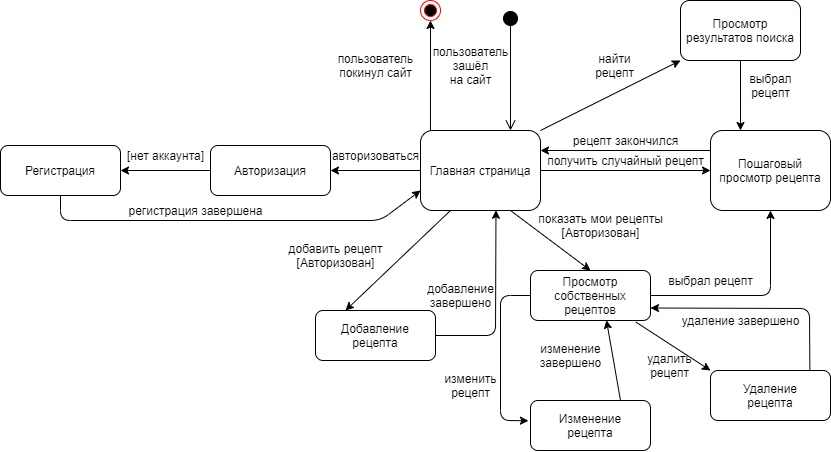 Просмотр
результатов поиска
пользователь
покинул сайт
пользователь
зашёл
на сайт
найти
рецепт
выбрал
рецепт
Регистрация
[нет аккаунта]
Авторизация
авторизоваться
Главная страница
рецепт закончился
получить случайный рецепт
Пошаговый
просмотр рецепта
регистрация завершена
показать мои рецепты
[Авторизован]
добавить рецепт
[Авторизован]
добавление
завершено
Просмотр
собственных
рецептов
выбрал рецепт
Добавление
рецепта
удаление завершено
изменение
завершено
удалить
рецепт
изменить
рецепт
Удаление
рецепта
Изменение
рецепта